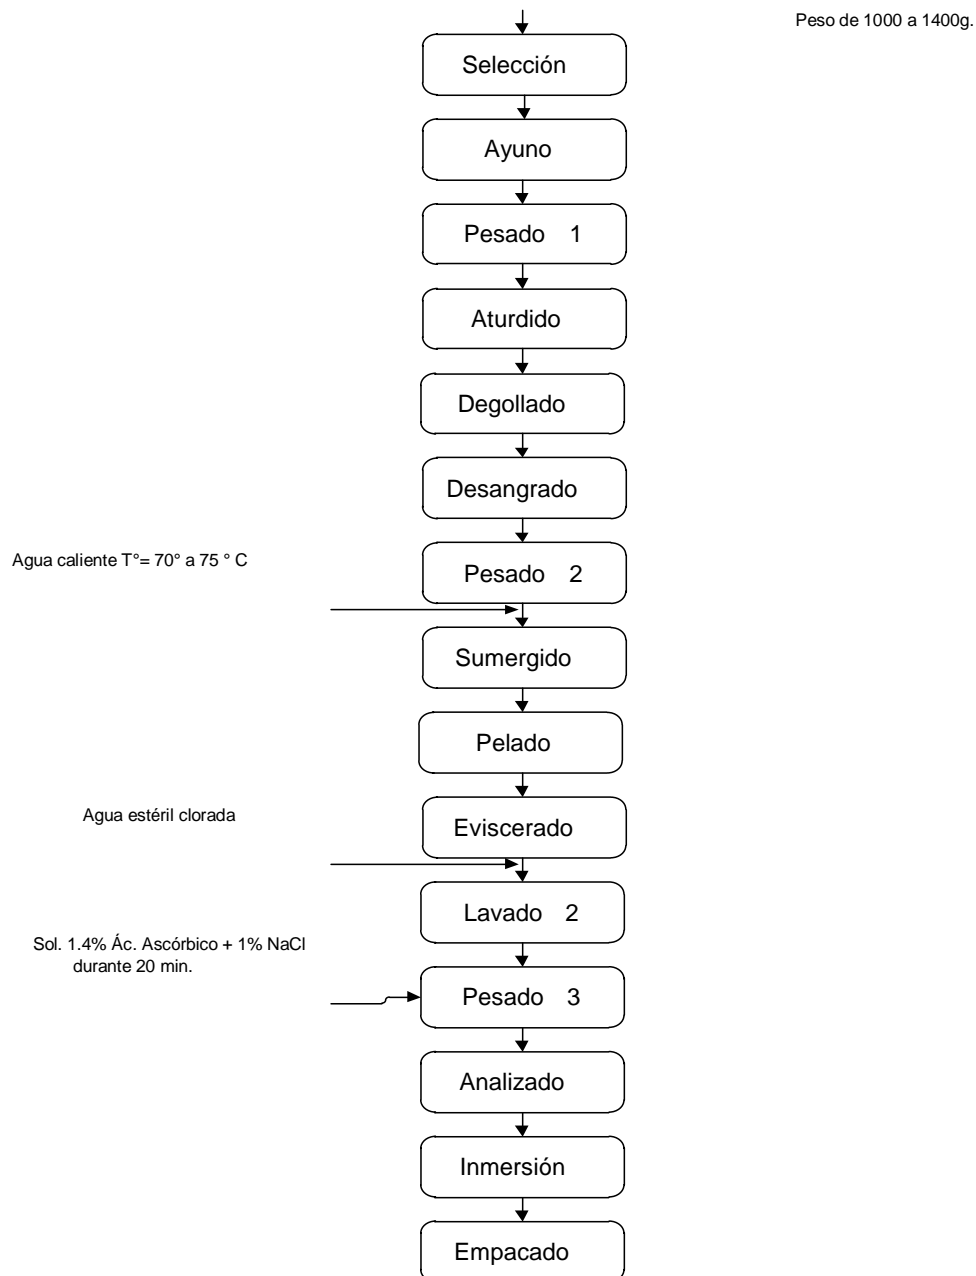 Peso de 1000 a 1400g.
Selección
Ayuno
Pesado 1
Aturdido
Degollado
Desangrado
Agua caliente T°= 70° a 75 ° C
Pesado 2
Sumergido
Pelado
Agua estéril clorada
Eviscerado
Lavado 2
Sol. 1.4% Ác. Ascórbico + 1% NaCl
durante 20 min.
Pesado 3
Analizado
Inmersión
Empacado